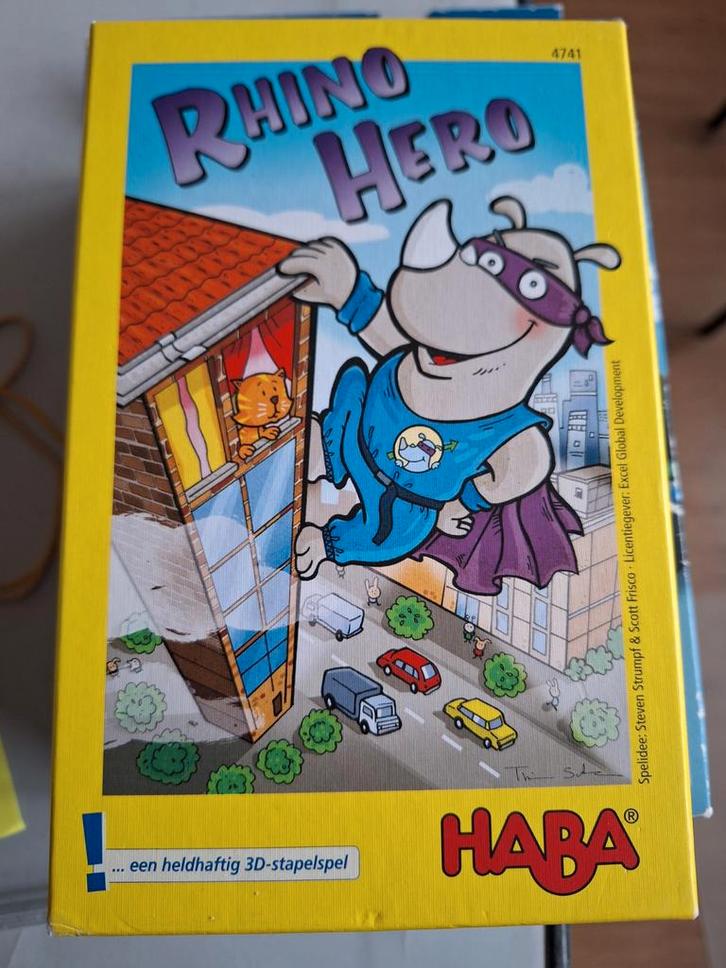 4741
RHINO
HERO
Spelidee: Steven Strumpf & Scott Frisco · Licentiegever: Excel Global Development
... een heldhaftig 3D-stapelspel
HABA®